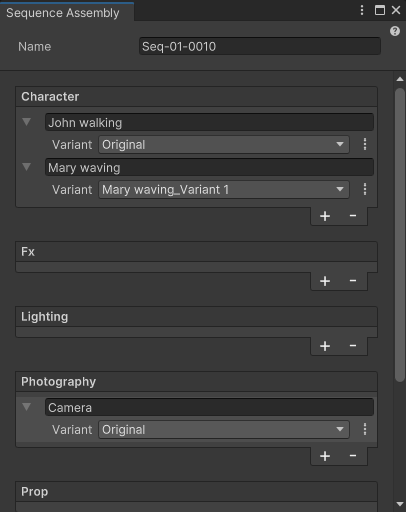 Sequence Assembly
Name Seq-01-0010
Character
John walking
Variant Original
Mary waving
Variant Mary waving_Variant 1
+ -
Fx
+ -
Lighting
+ -
Photography
Camera
Variant Original
+ -
Prop